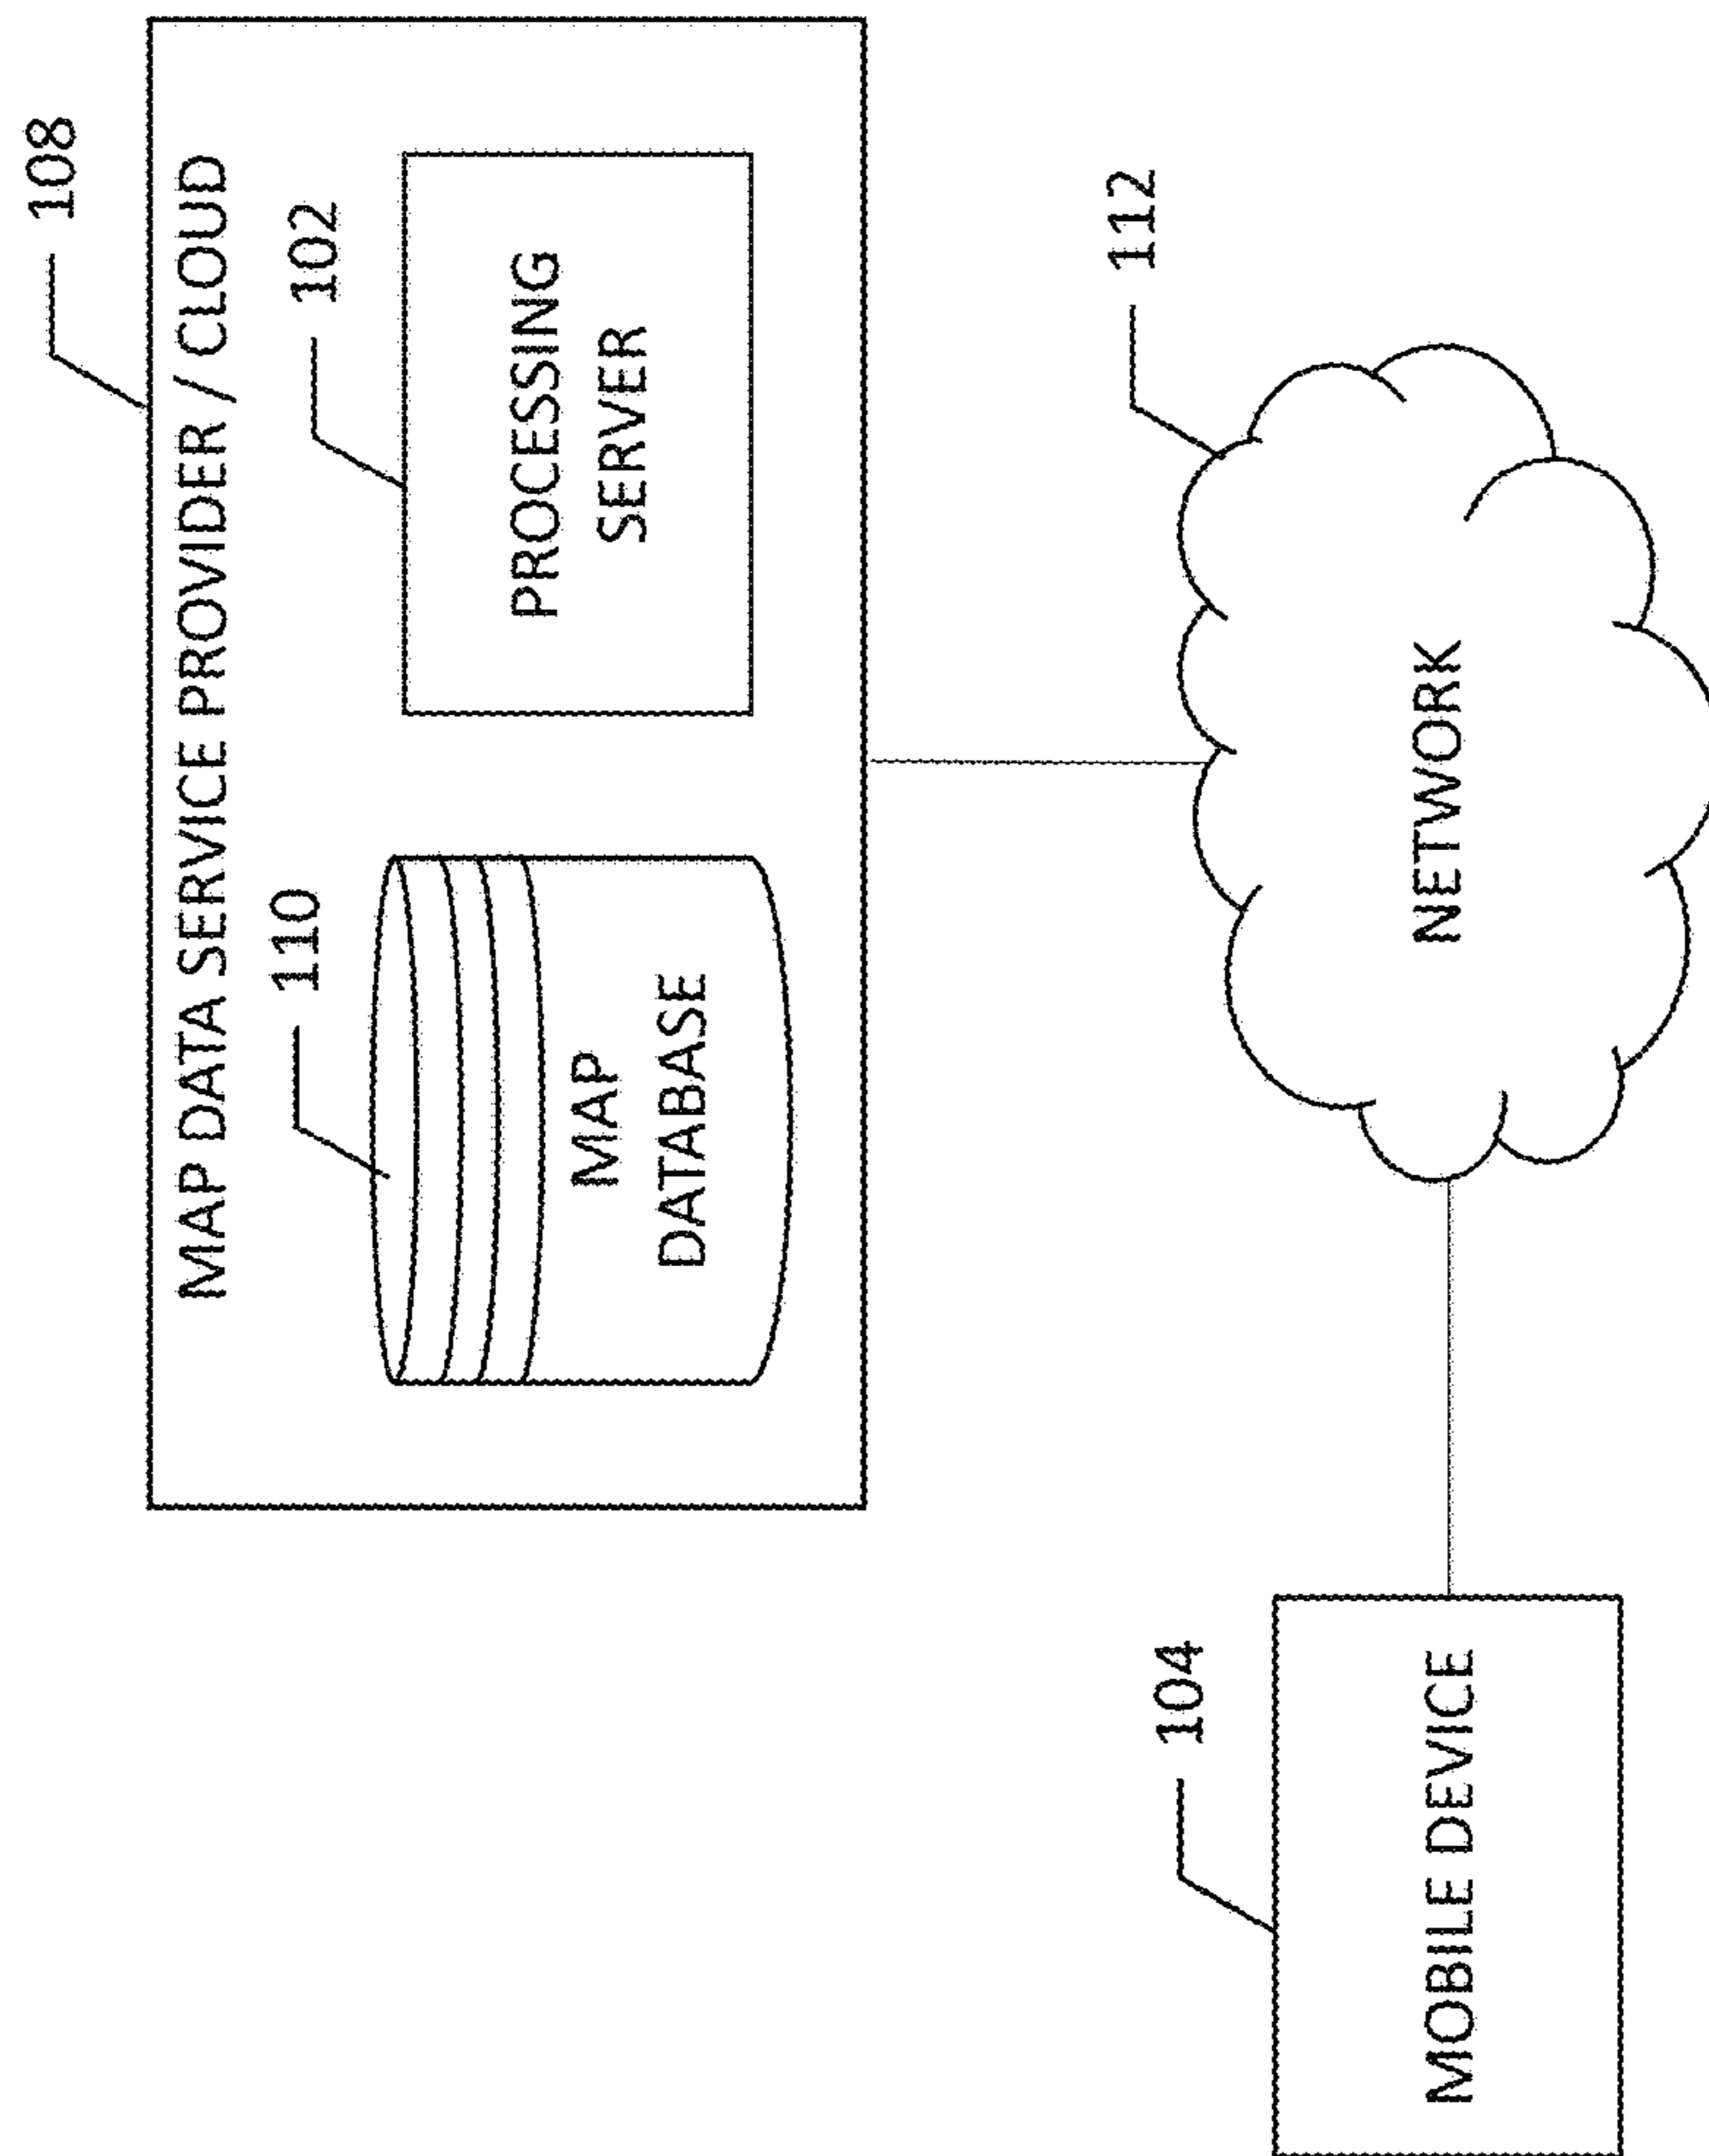 108
MAP DATA SERVICE PROVIDER / CLOUD
110
102
MAP
DATABASE
PROCESSING
SERVER
104
112
MOBILE DEVICE
NETWORK